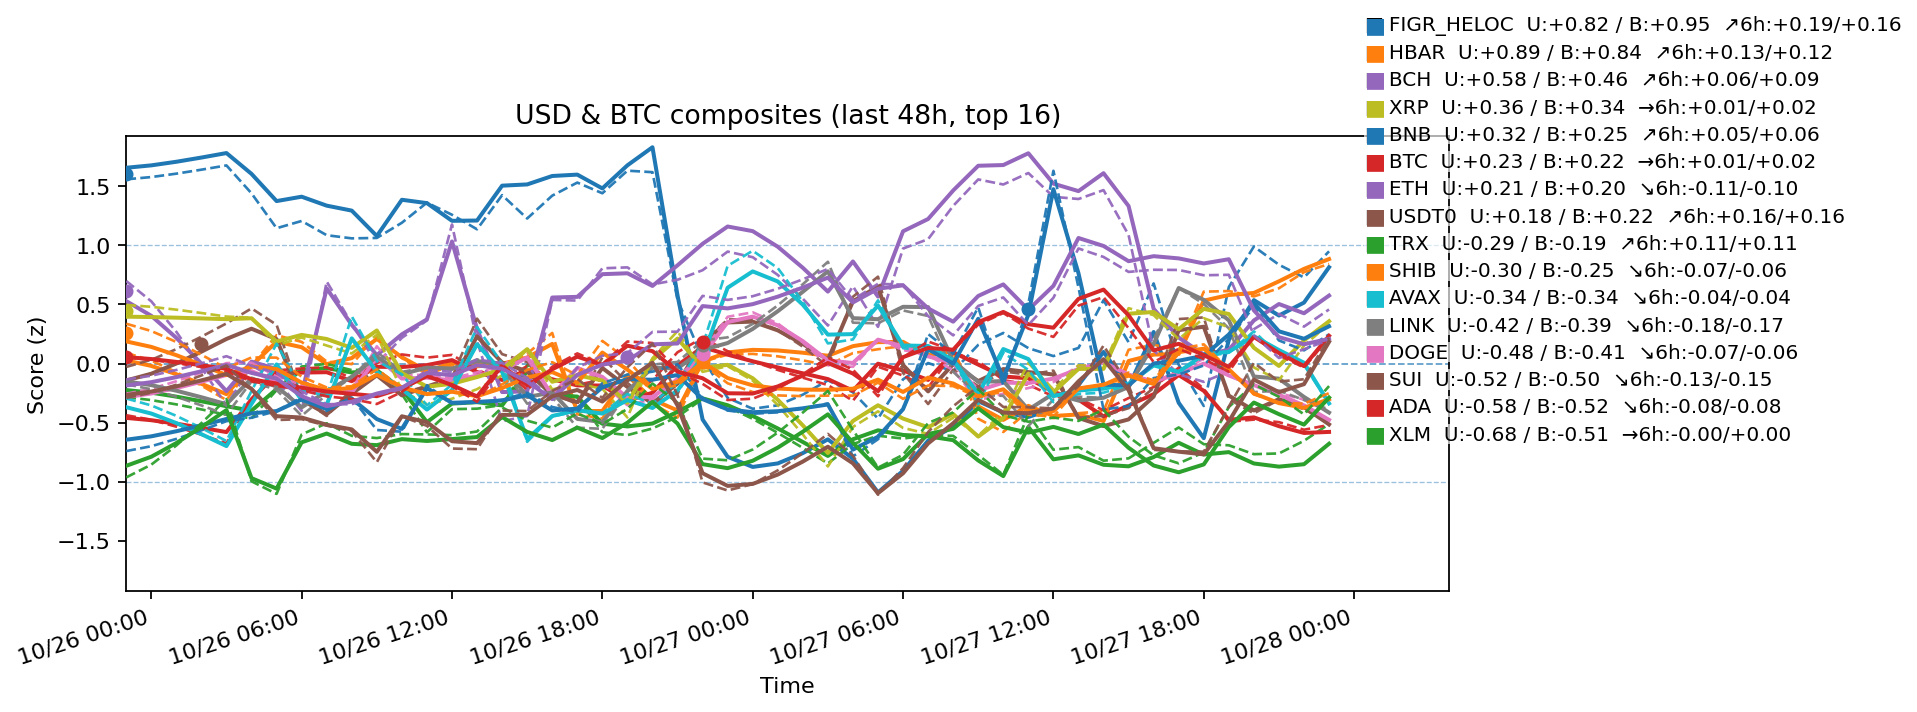 FIGR_HELOC U:+0.82 / B:+0.95 ↗6h:+0.19/+0.16
HBAR U:+0.89 / B:+0.84 ↗6h:+0.13/+0.12
BCH U:+0.58 / B:+0.46 ↗6h:+0.06/+0.09
XRP U:+0.36 / B:+0.34 →6h:+0.01/+0.02
BNB U:+0.32 / B:+0.25 ↗6h:+0.05/+0.06
BTC U:+0.23 / B:+0.22 →6h:+0.01/+0.02
ETH U:+0.21 / B:+0.20 ↘6h:-0.11/-0.10
USDT0 U:+0.18 / B:+0.22 ↗6h:+0.16/+0.16
TRX U:-0.29 / B:-0.19 ↗6h:+0.11/+0.11
SHIB U:-0.30 / B:-0.25 ↘6h:-0.07/-0.06
AVAX U:-0.34 / B:-0.34 ↘6h:-0.04/-0.04
LINK U:-0.42 / B:-0.39 ↘6h:-0.18/-0.17
DOGE U:-0.48 / B:-0.41 ↘6h:-0.07/-0.06
SUI U:-0.52 / B:-0.50 ↘6h:-0.13/-0.15
ADA U:-0.58 / B:-0.52 ↘6h:-0.08/-0.08
XLM U:-0.68 / B:-0.51 →6h:-0.00/+0.00
USD & BTC composites (last 48h, top 16)
Score (z)
1.5
1.0
0.5
0.0
−0.5
−1.0
−1.5
10/26 00:00
10/26 06:00
10/26 12:00
10/26 18:00
10/27 00:00
10/27 06:00
10/27 12:00
10/27 18:00
10/28 00:00
Time